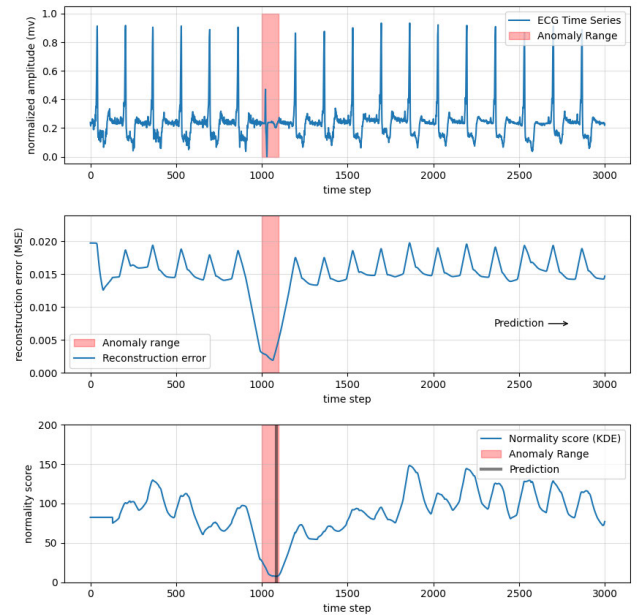 1.0
0.8
0.6
0.4
0.2
0.0
normalized amplitude (mv)
ECG Time Series
Anomaly Range
0 500 1000 1500 2000 2500 3000
time step
0.020
0.015
0.010
0.005
0.000
reconstruction error (MSE)
Prediction
Anomaly range
Reconstruction error
0 500 1000 1500 2000 2500 3000
time step
200
150
100
50
0
normality score
Normality score (KDE)
Anomaly Range
Prediction
0 500 1000 1500 2000 2500 3000
time step